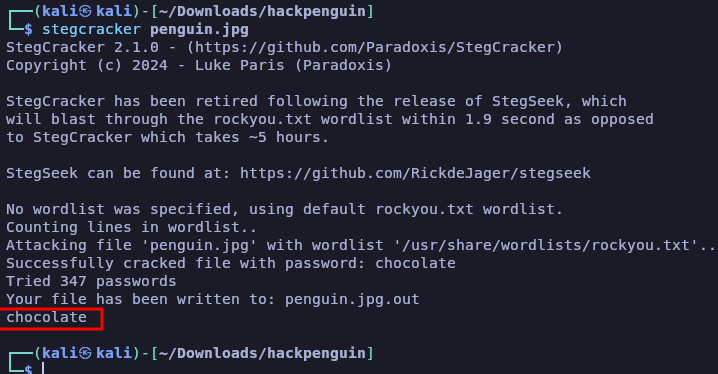 ┌──(kali㉿kali)-[~/Downloads/hackpenguin]
└─$ stegcracker penguin.jpg
StegCracker 2.1.0 - (https://github.com/Paradoxis/StegCracker)
Copyright (c) 2024 - Luke Paris (Paradoxis)
StegCracker has been retired following the release of StegSeek, which
will blast through the rockyou.txt wordlist within 1.9 second as opposed
to StegCracker which takes ~5 hours.
StegSeek can be found at: https://github.com/RickdeJager/stegseek
No wordlist was specified, using default rockyou.txt wordlist.
Counting lines in wordlist..
Attacking file 'penguin.jpg' with wordlist '/usr/share/wordlists/rockyou.txt'..
Successfully cracked file with password: chocolate
Tried 347 passwords
Your file has been written to: penguin.jpg.out
chocolate
┌──(kali㉿kali)-[~/Downloads/hackpenguin]
└─$